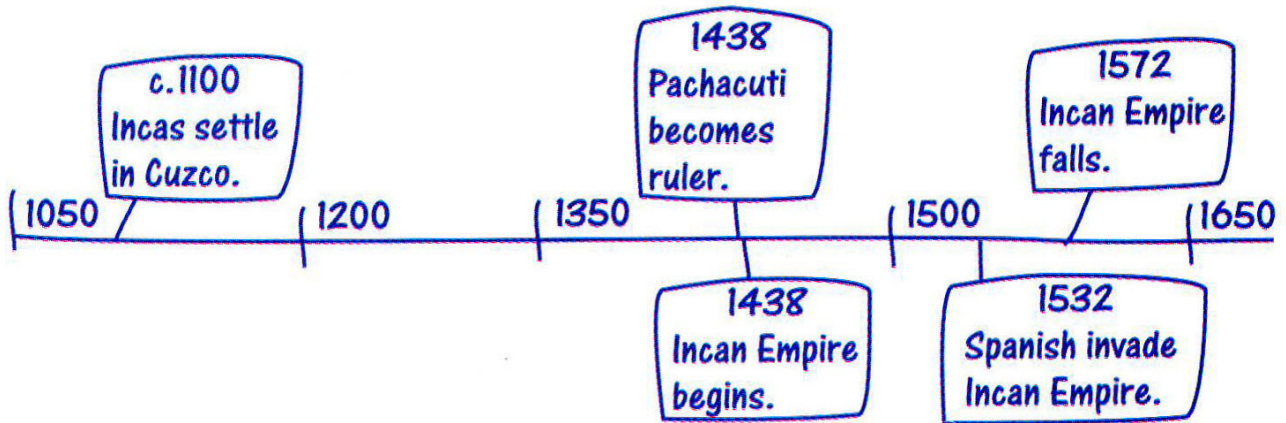 c.1100
Incas settle
in Cuzco.
1438
Pachacuti
becomes
ruler.
1572
Incan Empire
falls.
1050
1200
1350
1500
1650
1438
Incan Empire
begins.
1532
Spanish invade
Incan Empire.